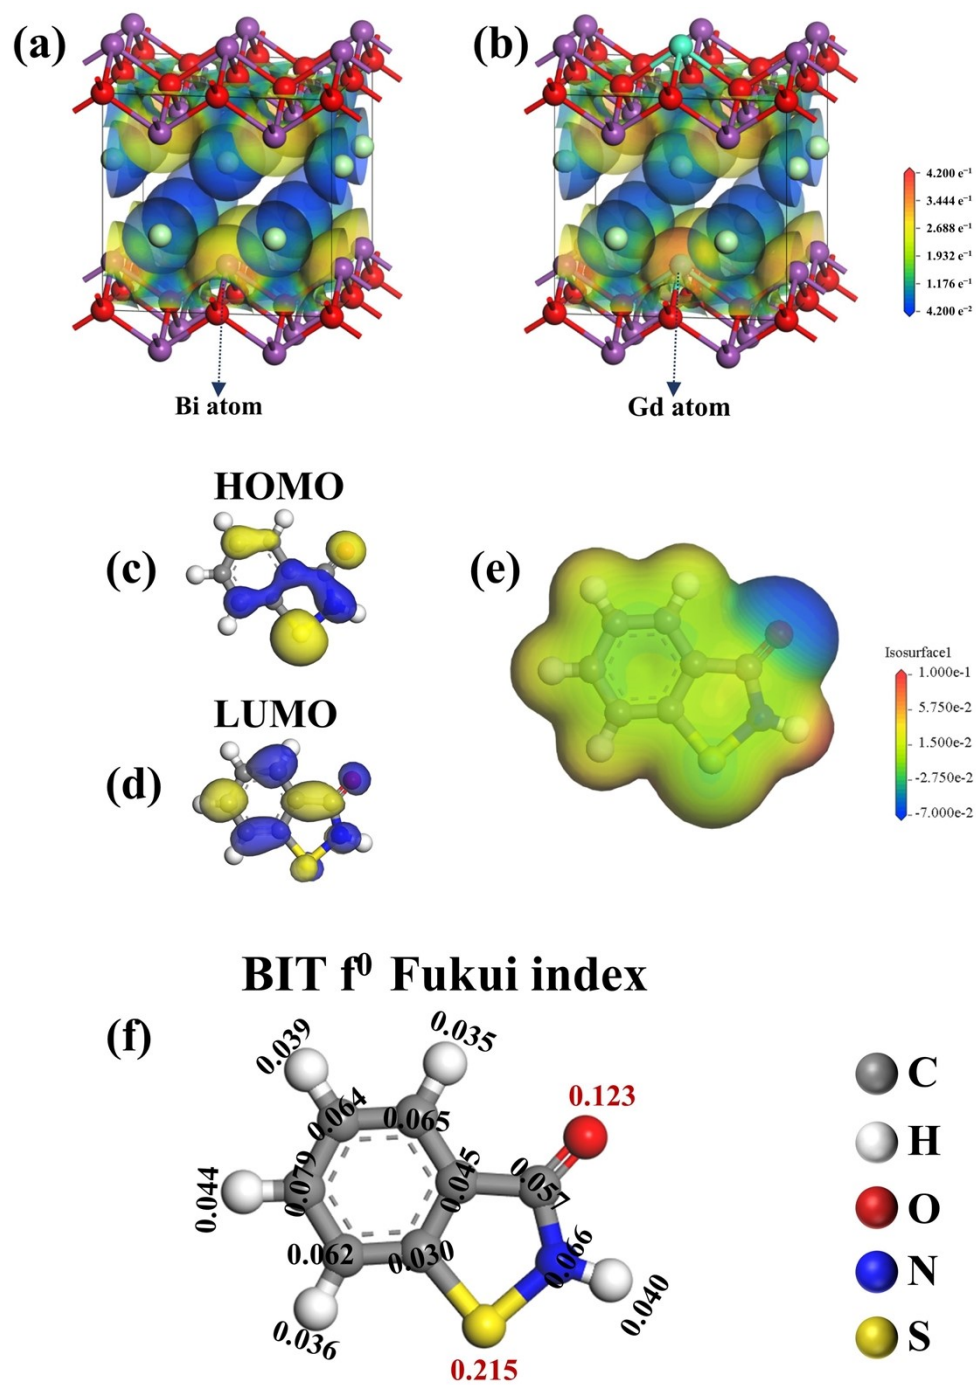 (a)
(b)
4.200 e⁻¹
3.444 e⁻¹
2.688 e⁻¹
1.932 e⁻¹
1.176 e⁻¹
4.200 e⁻²
Bi atom
Gd atom
HOMO
(c)
(e)
Isosurface1
1.000e-1
5.750e-2
1.500e-2
-2.750e-2
-7.000e-2
LUMO
(d)
BIT f⁰ Fukui index
(f)
0.039
0.035
0.123
0.064
0.065
0.044
0.079
0.045
0.057
0.062
0.030
0.066
0.040
0.036
0.215
C
H
O
N
S